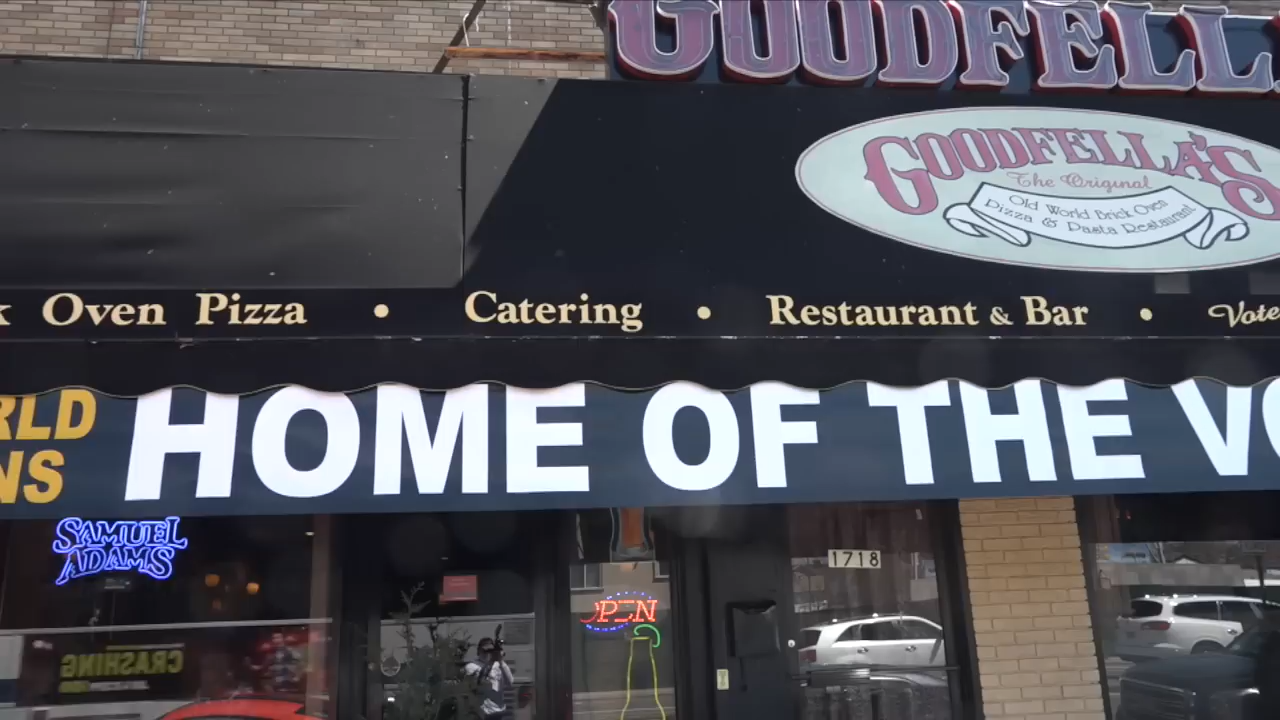 GOODFELL
GOODFELLA'S
The Original
Old World Brick Oven
Pizza & Pasta Restaurant
Oven Pizza • Catering • Restaurant & Bar • Vote
HOME OF THE
SAMUEL
ADAMS
1718
OPEN
CRASHING